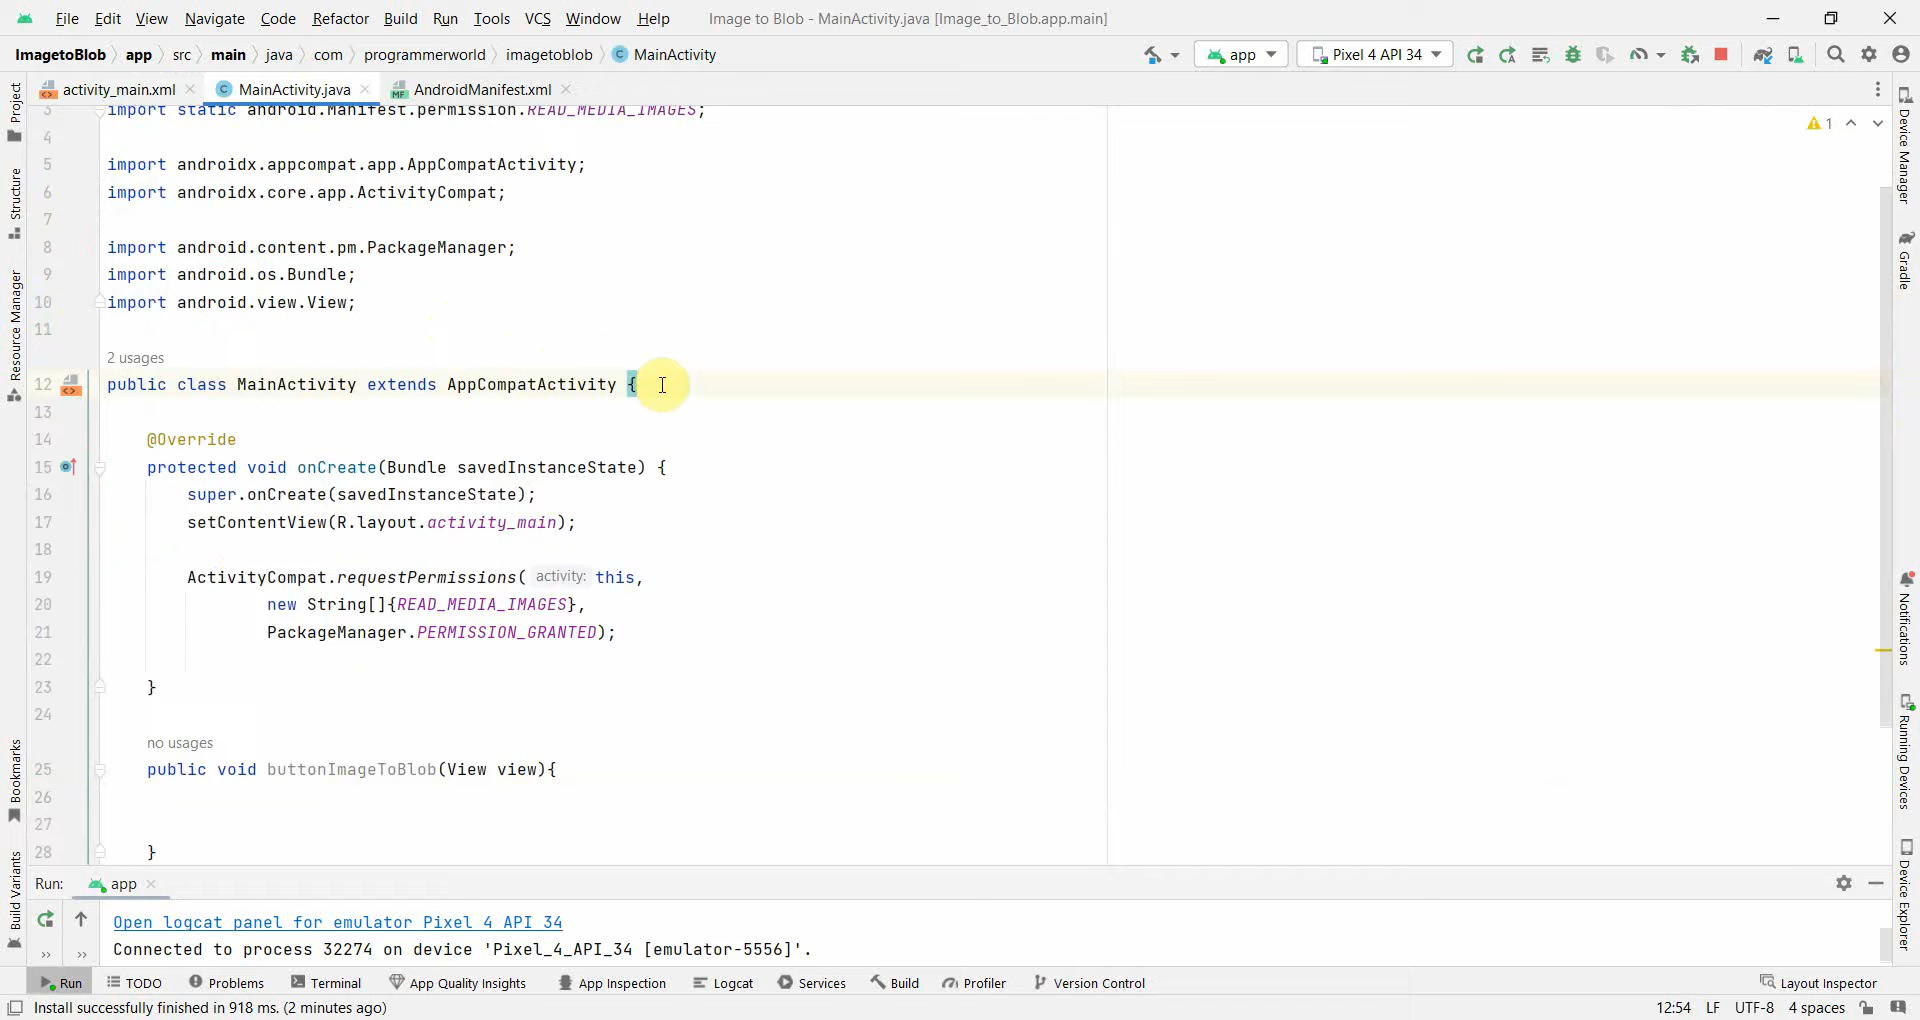 File Edit View Navigate Code Refactor Build Run Tools VCS Window Help Image to Blob - MainActivity.java [Image_to_Blob.app.main]
ImagetoBlob app src main java com programmerworld imagetoblob MainActivity app Pixel 4 API 34
activity_main.xml MainActivity.java AndroidManifest.xml
3 import static android.Manifest.permission.READ_MEDIA_IMAGES;
1
4
5 import androidx.appcompat.app.AppCompatActivity;
6 import androidx.core.app.ActivityCompat;
7
8 import android.content.pm.PackageManager;
9 import android.os.Bundle;
10 import android.view.View;
11
2 usages
12 public class MainActivity extends AppCompatActivity {
13
14 @Override
15 protected void onCreate(Bundle savedInstanceState) {
16 super.onCreate(savedInstanceState);
17 setContentView(R.layout.activity_main);
18
19 ActivityCompat.requestPermissions( activity: this,
20 new String[]{READ_MEDIA_IMAGES},
21 PackageManager.PERMISSION_GRANTED);
22
23 }
24
no usages
25 public void buttonImageToBlob(View view){
26
27
28 }
Project
Structure
Resource Manager
Bookmarks
Build Variants
Device Manager
Gradle
Notifications
Running Devices
Device Explorer
Run: app
Open logcat panel for emulator Pixel 4 API 34
Connected to process 32274 on device 'Pixel_4_API_34 [emulator-5556]'.
Run TODO Problems Terminal App Quality Insights App Inspection Logcat Services Build Profiler Version Control Layout Inspector
Install successfully finished in 918 ms. (2 minutes ago) 12:54 LF UTF-8 4 spaces